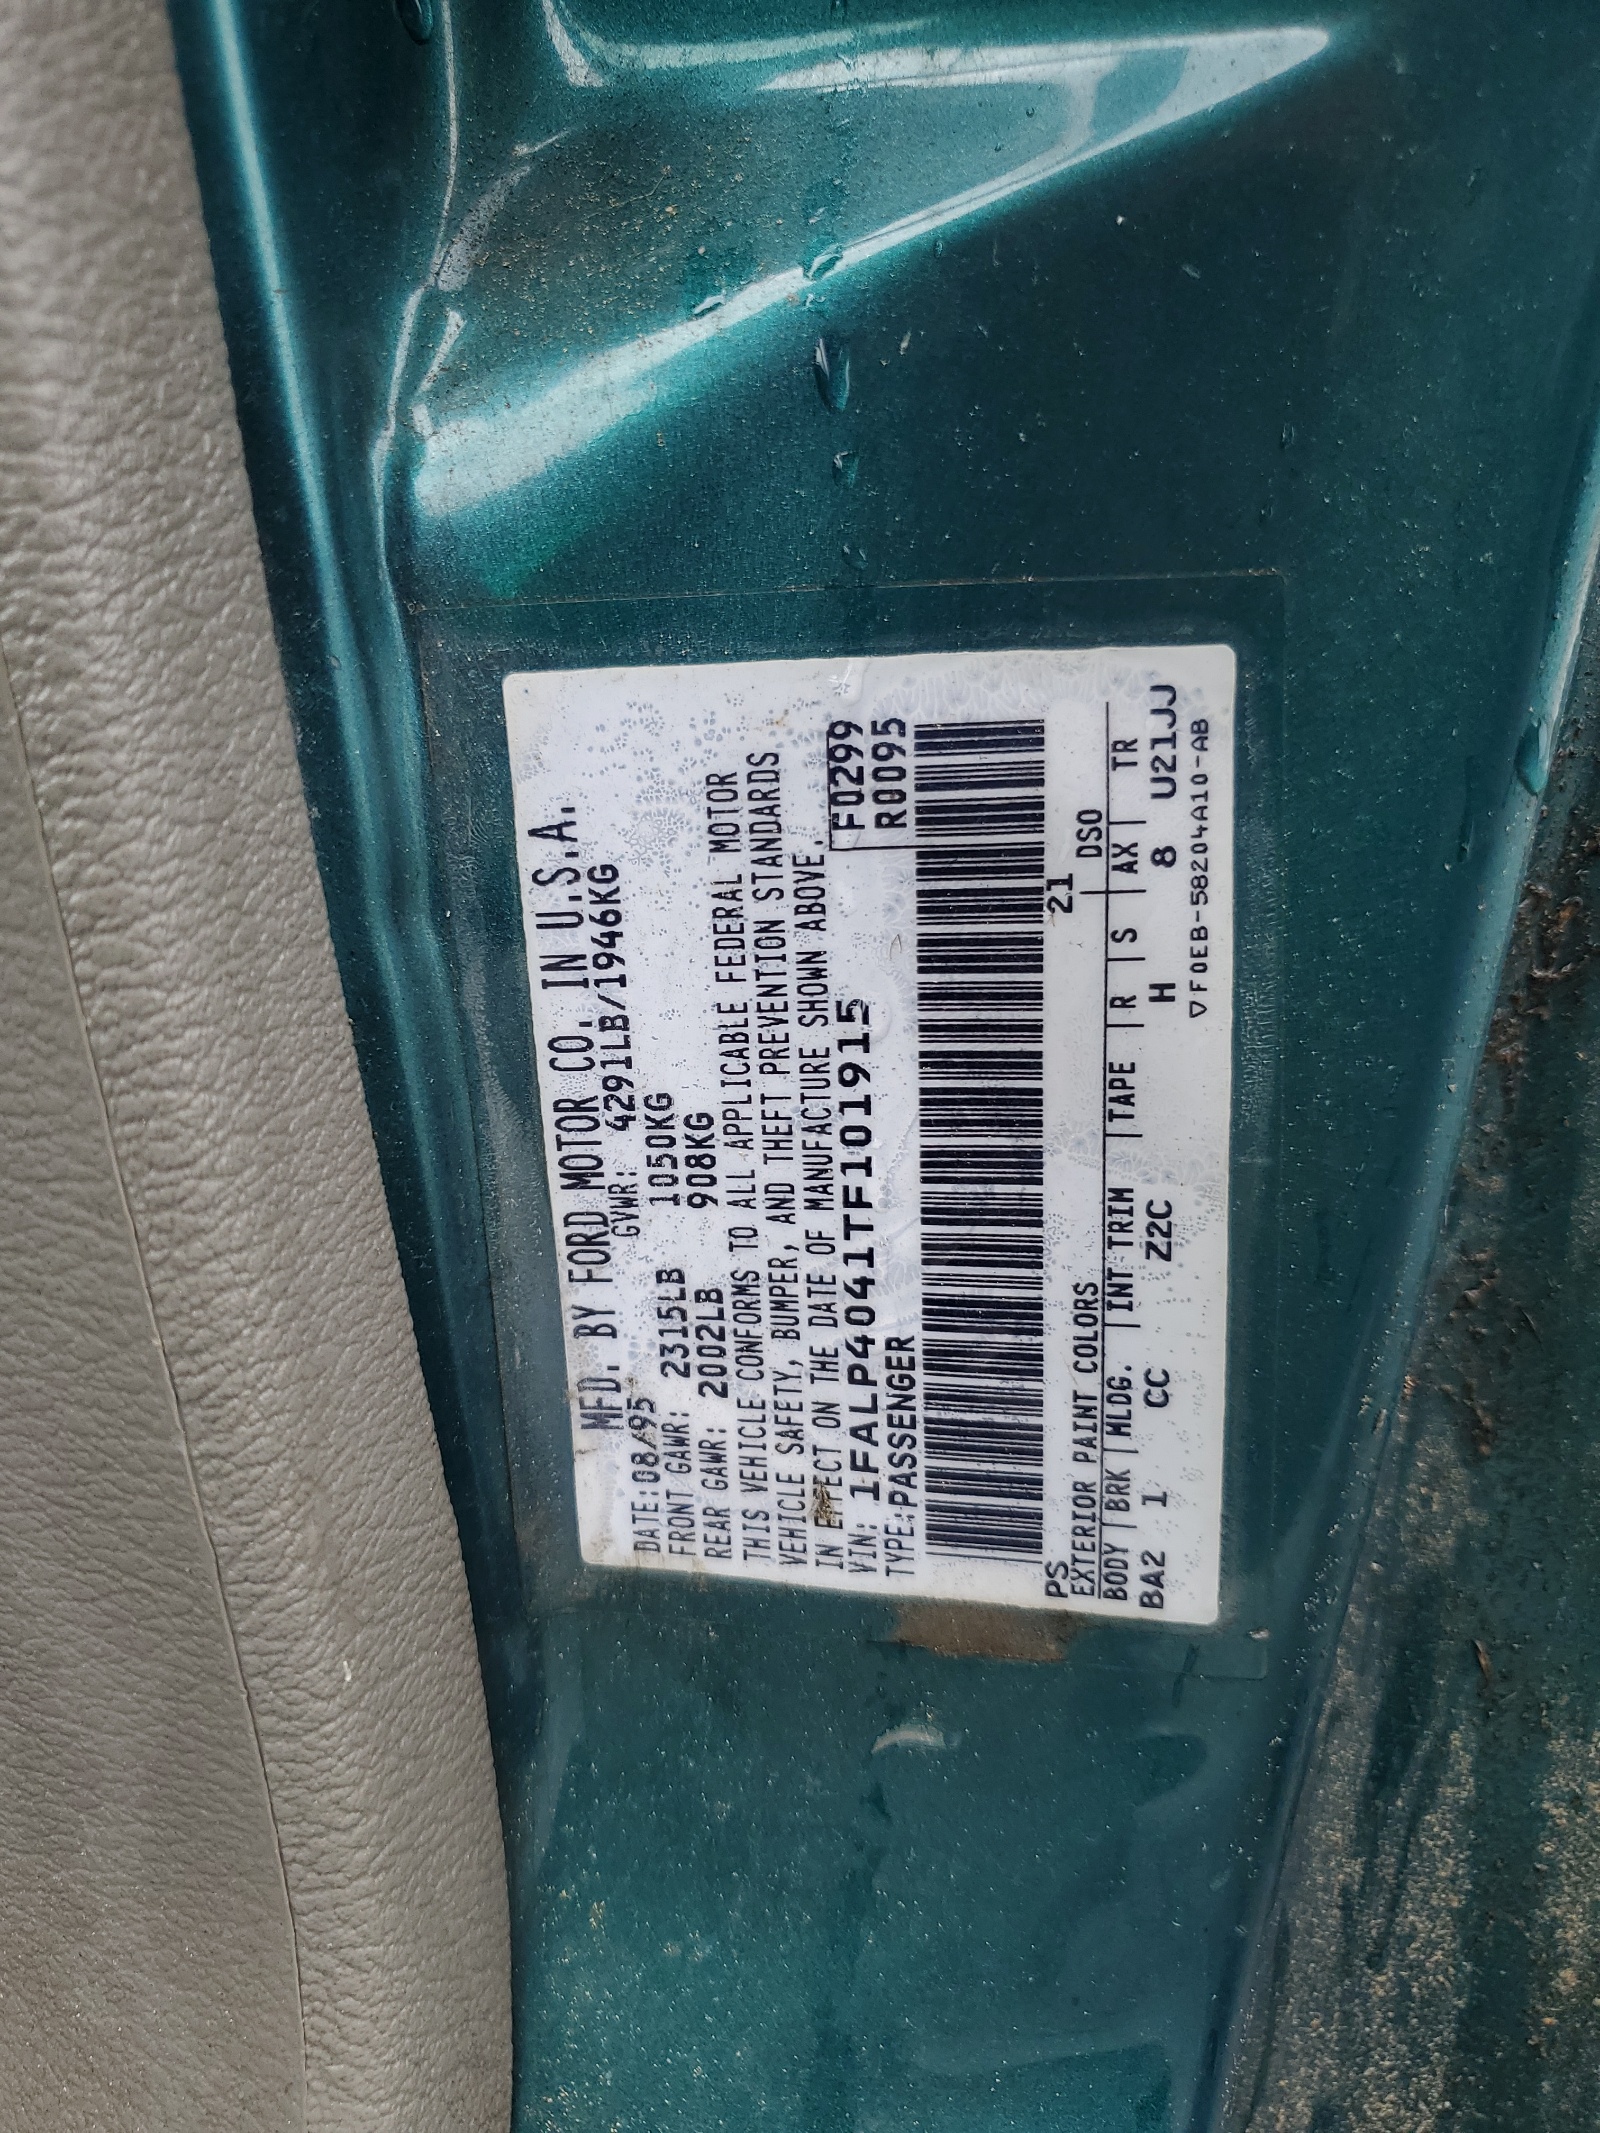 MFD. BY FORD MOTOR CO. IN U.S.A.
DATE:08/95 GVWR: 4291LB/1946KG
FRONT GAWR: 2315LB 1050KG
REAR GAWR: 2002LB 908KG
THIS VEHICLE CONFORMS TO ALL APPLICABLE FEDERAL MOTOR
VEHICLE SAFETY, BUMPER, AND THEFT PREVENTION STANDARDS
IN EFFECT ON THE DATE OF MANUFACTURE SHOWN ABOVE.
VIN: 1FALP4041TF101915 F0299
TYPE:PASSENGER R0095
PS 21
EXTERIOR PAINT COLORS DSO
BODY BRK MLDG. INT TRIM TAPE R S AX TR
BA2 1 CC Z2C H 8 U21JJ
▽F0EB-58204A10-AB